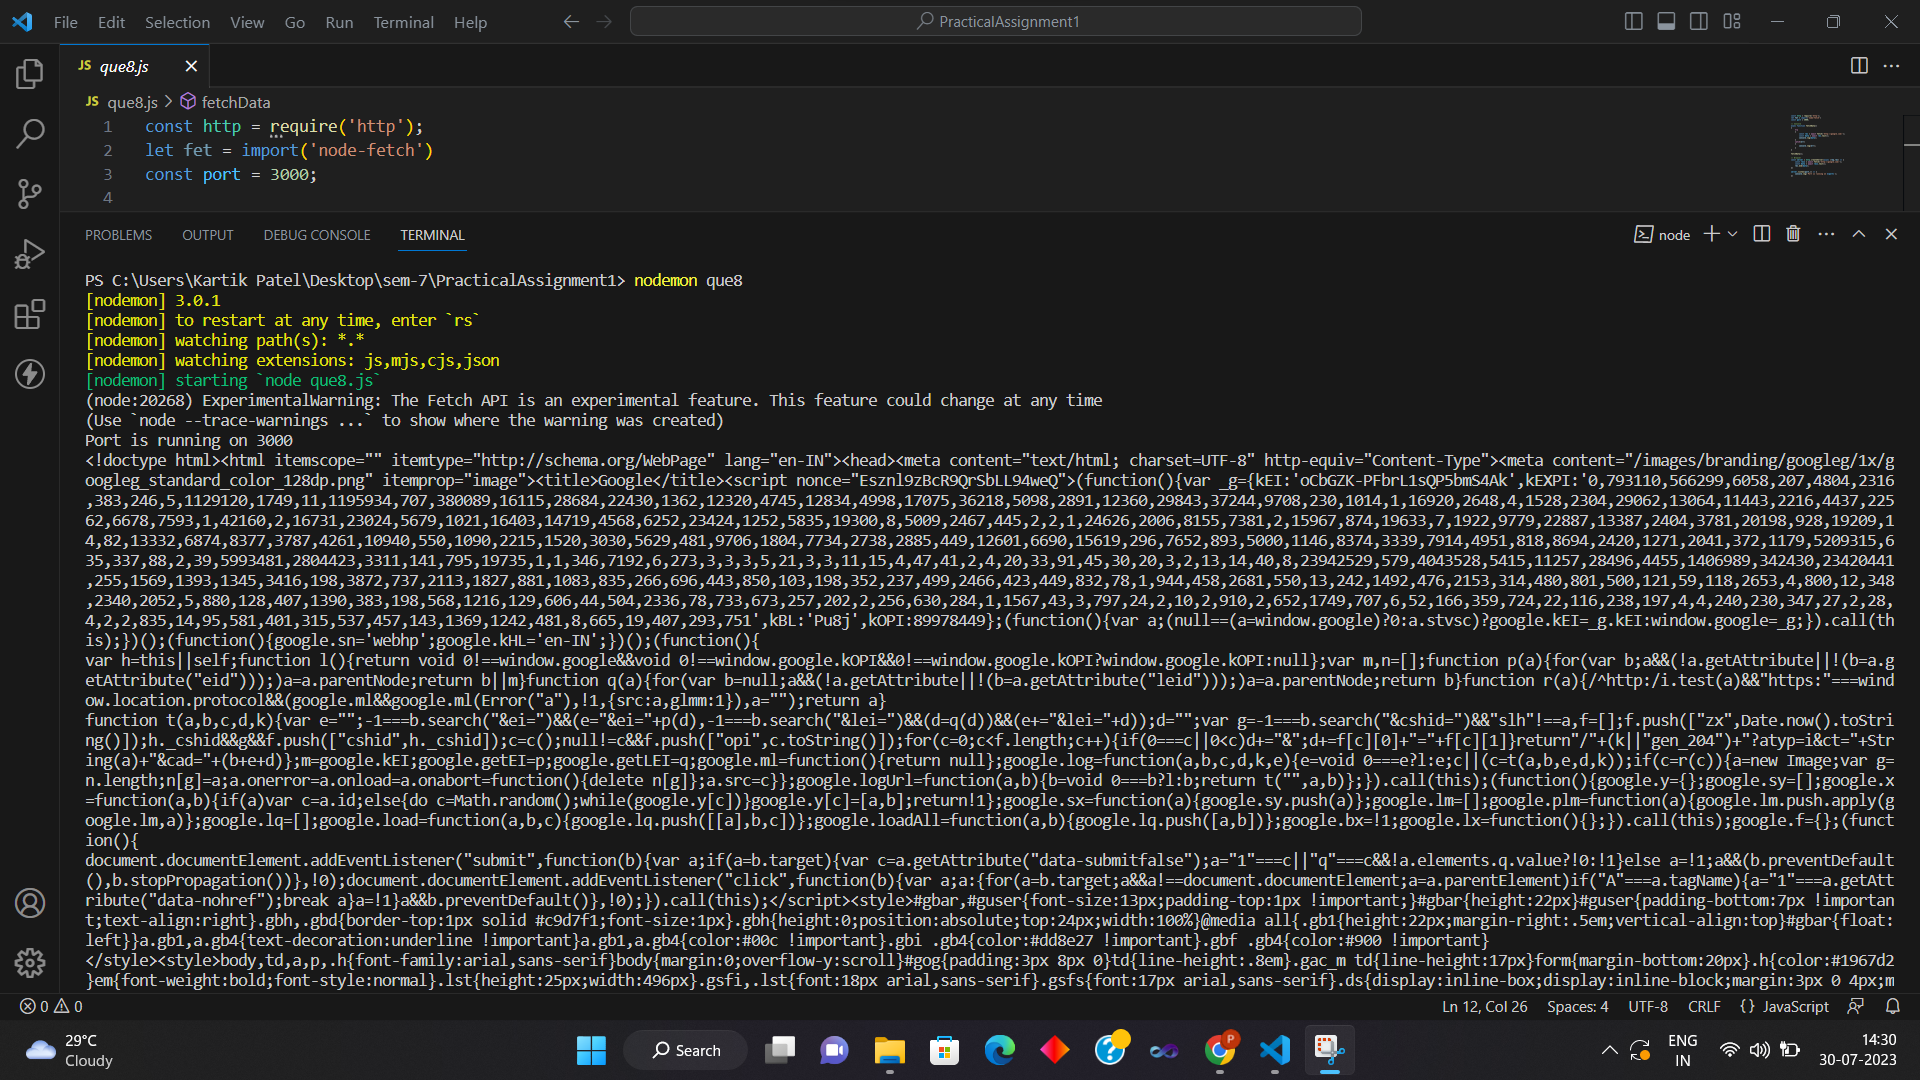 File Edit Selection View Go Run Terminal Help PracticalAssignment1
JS que8.js
JS que8.js > fetchData
1 const http = require('http');
2 let fet = import('node-fetch')
3 const port = 3000;
4
PROBLEMS OUTPUT DEBUG CONSOLE TERMINAL node
PS C:\Users\Kartik Patel\Desktop\sem-7\PracticalAssignment1> nodemon que8
[nodemon] 3.0.1
[nodemon] to restart at any time, enter `rs`
[nodemon] watching path(s): *.*
[nodemon] watching extensions: js,mjs,cjs,json
[nodemon] starting `node que8.js`
(node:20268) ExperimentalWarning: The Fetch API is an experimental feature. This feature could change at any time
(Use `node --trace-warnings ...` to show where the warning was created)
Port is running on 3000
<!doctype html><html itemscope="" itemtype="http://schema.org/WebPage" lang="en-IN"><head><meta content="text/html; charset=UTF-8" http-equiv="Content-Type"><meta content="/images/branding/googleg/1x/g
oogleg_standard_color_128dp.png" itemprop="image"><title>Google</title><script nonce="Esznl9zBcR9QrSbLL94weQ">(function(){var _g={kEI:'oCbGZK-PFbrL1sQP5bmS4Ak',kEXPI:'0,793110,566299,6058,207,4804,2316
,383,246,5,1129120,1749,11,1195934,707,380089,16115,28684,22430,1362,12320,4745,12834,4998,17075,36218,5098,2891,12360,29843,37244,9708,230,1014,1,16920,2648,4,1528,2304,29062,13064,11443,2216,4437,225
62,6678,7593,1,42160,2,16731,23024,5679,1021,16403,14719,4568,6252,23424,1252,5835,19300,8,5009,2467,445,2,2,1,24626,2006,8155,7381,2,15967,874,19633,7,1922,9779,22887,13387,2404,3781,20198,928,19209,1
4,82,13332,6874,8377,3787,4261,10940,550,1090,2215,1520,3030,5629,481,9706,1804,7734,2738,2885,449,12601,6690,15619,296,7652,893,5000,1146,8374,3339,7914,4951,818,8694,2420,1271,2041,372,1179,5209315,6
35,337,88,2,39,5993481,2804423,3311,141,795,19735,1,1,346,7192,6,273,3,3,3,5,21,3,3,11,15,4,47,41,2,4,20,33,91,45,30,20,3,2,13,14,40,8,23942529,579,4043528,5415,11257,28496,4455,1406989,342430,23420441
,255,1569,1393,1345,3416,198,3872,737,2113,1827,881,1083,835,266,696,443,850,103,198,352,237,499,2466,423,449,832,78,1,944,458,2681,550,13,242,1492,476,2153,314,480,801,500,121,59,118,2653,4,800,12,348
,2340,2052,5,880,128,407,1390,383,198,568,1216,129,606,44,504,2336,78,733,673,257,202,2,256,630,284,1,1567,43,3,797,24,2,10,2,910,2,652,1749,707,6,52,166,359,724,22,116,238,197,4,4,240,230,347,27,2,28,
4,2,2,835,14,95,581,401,315,537,457,143,1369,1242,481,8,665,19,407,293,751',kBL:'Pu8j',kOPI:89978449};(function(){var a;(null==(a=window.google)?0:a.stvsc)?google.kEI=_g.kEI:window.google=_g;}).call(th
is);})();(function(){google.sn='webhp';google.kHL='en-IN';})();(function(){
var h=this||self;function l(){return void 0!==window.google&&void 0!==window.google.kOPI&&0!==window.google.kOPI?window.google.kOPI:null};var m,n=[];function p(a){for(var b;a&&(!a.getAttribute||!(b=a.g
etAttribute("eid")));)a=a.parentNode;return b||m}function q(a){for(var b=null;a&&(!a.getAttribute||!(b=a.getAttribute("leid")));)a=a.parentNode;return b}function r(a){/^http:/i.test(a)&&"https:"===wind
ow.location.protocol&&(google.ml&&google.ml(Error("a"),!1,{src:a,glmm:1}),a="");return a}
function t(a,b,c,d,k){var e="";-1===b.search("&ei=")&&(e="&ei="+p(d),-1===b.search("&lei=")&&(d=q(d))&&(e+="&lei="+d));d="";var g=-1===b.search("&cshid=")&&"slh"!==a,f=[];f.push(["zx",Date.now().toStri
ng()]);h._cshid&&g&&f.push(["cshid",h._cshid]);c=c();null!=c&&f.push(["opi",c.toString()]);for(c=0;c<f.length;c++){if(0===c||0<c)d+="&";d+=f[c][0]+"="+f[c][1]}return"/"+(k||"gen_204")+"?atyp=i&ct="+Str
ing(a)+"&cad="+(b+e+d)};m=google.kEI;google.getEI=p;google.getLEI=q;google.ml=function(){return null};google.log=function(a,b,c,d,k,e){e=void 0===e?l:e;c||(c=t(a,b,e,d,k));if(c=r(c)){a=new Image;var g=
n.length;n[g]=a;a.onerror=a.onload=a.onabort=function(){delete n[g]};a.src=c}};google.logUrl=function(a,b){b=void 0===b?l:b;return t("",a,b)};}).call(this);(function(){google.y={};google.sy=[];google.x
=function(a,b){if(a)var c=a.id;else{do c=Math.random();while(google.y[c])}google.y[c]=[a,b];return!1};google.sx=function(a){google.sy.push(a)};google.lm=[];google.plm=function(a){google.lm.push.apply(g
oogle.lm,a)};google.lq=[];google.load=function(a,b,c){google.lq.push([[a],b,c])};google.loadAll=function(a,b){google.lq.push([a,b])};google.bx=!1;google.lx=function(){};}).call(this);google.f={};(funct
ion(){
document.documentElement.addEventListener("submit",function(b){var a;if(a=b.target){var c=a.getAttribute("data-submitfalse");a="1"===c||"q"===c&&!a.elements.q.value?!0:!1}else a=!1;a&&(b.preventDefault
(),b.stopPropagation())},!0);document.documentElement.addEventListener("click",function(b){var a;a:{for(a=b.target;a&&a!==document.documentElement;a=a.parentElement)if("A"===a.tagName){a="1"===a.getAtt
ribute("data-nohref");break a}a=!1}a&&b.preventDefault()},!0);}).call(this);</script><style>#gbar,#guser{font-size:13px;padding-top:1px !important;}#gbar{height:22px}#guser{padding-bottom:7px !importan
t;text-align:right}.gbh,.gbd{border-top:1px solid #c9d7f1;font-size:1px}.gbh{height:0;position:absolute;top:24px;width:100%}@media all{.gb1{height:22px;margin-right:.5em;vertical-align:top}#gbar{float:
left}}a.gb1,a.gb4{text-decoration:underline !important}a.gb1,a.gb4{color:#00c !important}.gbi .gb4{color:#dd8e27 !important}.gbf .gb4{color:#900 !important}
</style><style>body,td,a,p,.h{font-family:arial,sans-serif}body{margin:0;overflow-y:scroll}#gog{padding:3px 8px 0}td{line-height:.8em}.gac_m td{line-height:17px}form{margin-bottom:20px}.h{color:#1967d2
}em{font-weight:bold;font-style:normal}.lst{height:25px;width:496px}.gsfi,.lst{font:18px arial,sans-serif}.gsfs{font:17px arial,sans-serif}.ds{display:inline-box;display:inline-block;margin:3px 0 4px;m
0 0 Ln 12, Col 26 Spaces: 4 UTF-8 CRLF {} JavaScript
29°C
Cloudy
Search
ENG
IN
14:30
30-07-2023